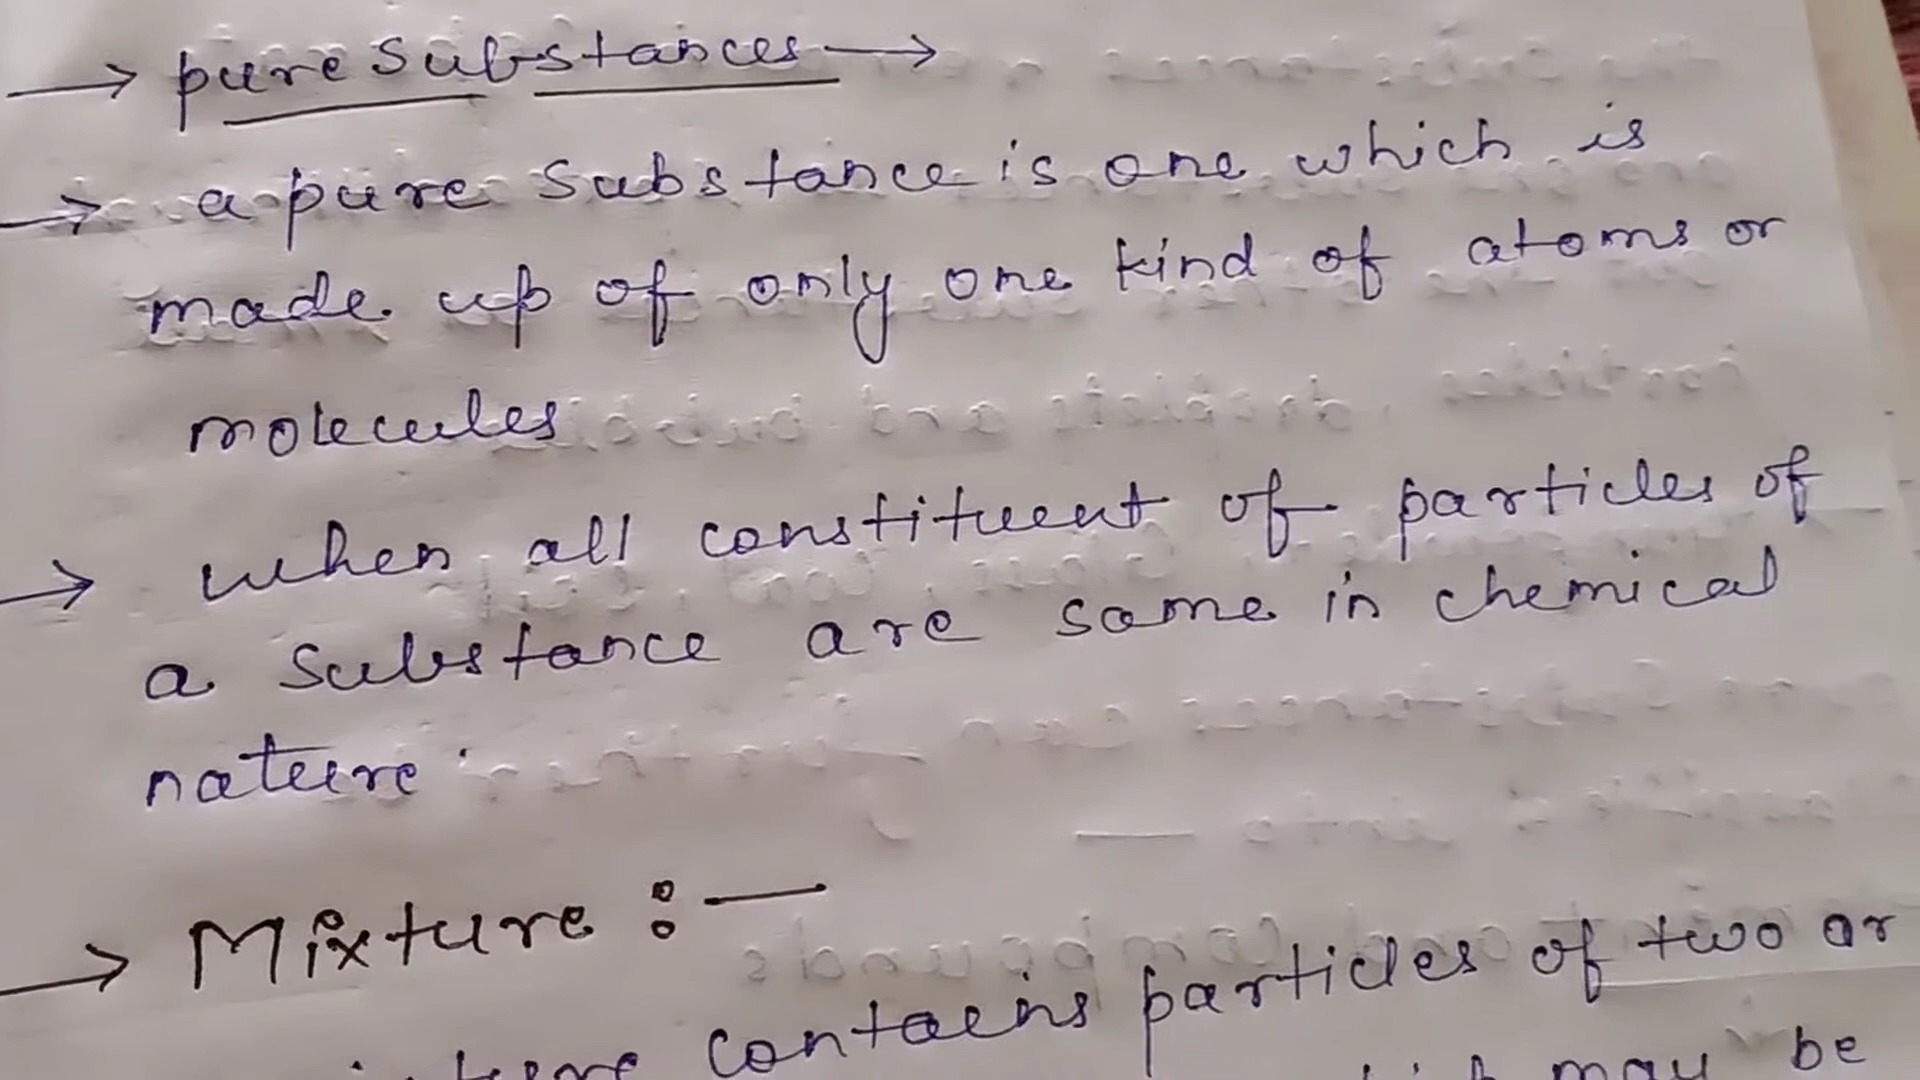 → pure substances →
→ a pure substance is one which is
made up of only one kind of atoms or
molecules
→ when all constituent of particles of
a substance are same in chemical
nature.
→ Mixture :—
contains particles of two or
may be